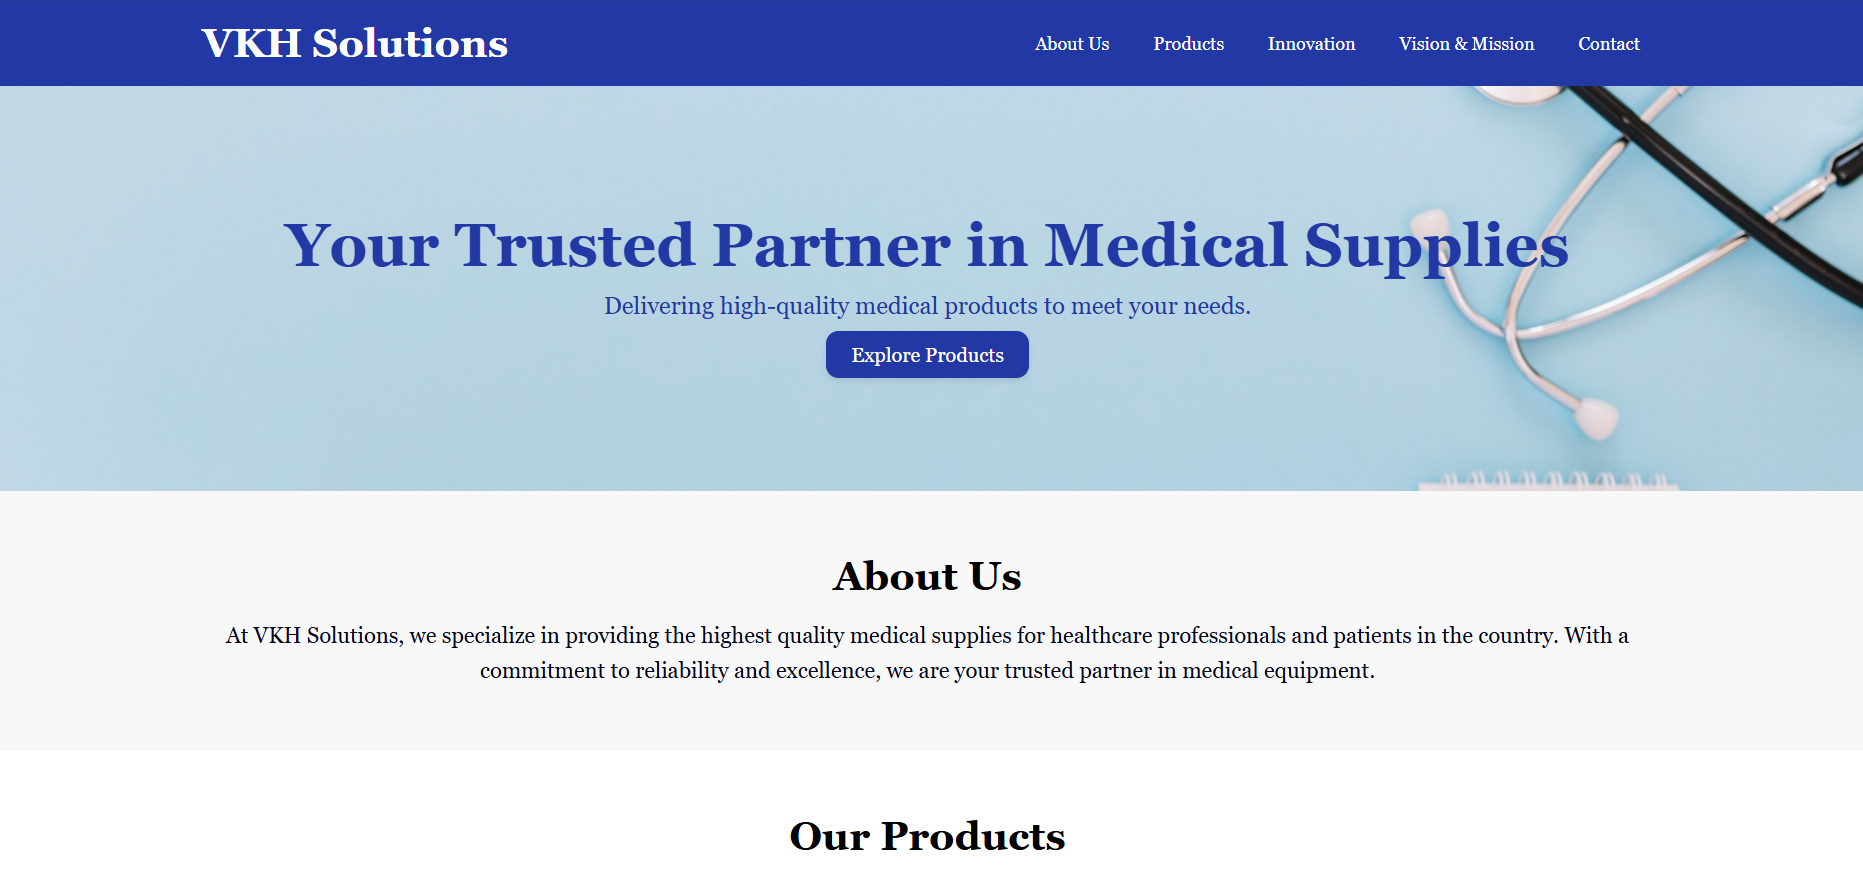 VKH Solutions
About Us
Products
Innovation
Vision & Mission
Contact
Your Trusted Partner in Medical Supplies
Delivering high-quality medical products to meet your needs.
Explore Products
About Us
At VKH Solutions, we specialize in providing the highest quality medical supplies for healthcare professionals and patients in the country. With a
commitment to reliability and excellence, we are your trusted partner in medical equipment.
Our Products